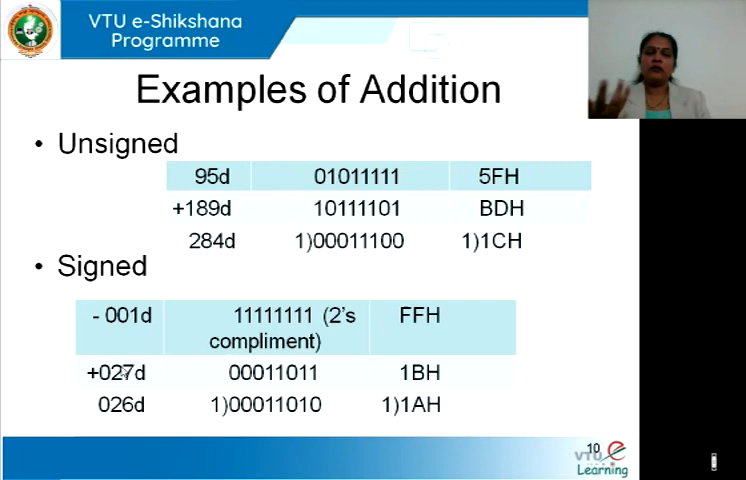 VTU e-Shikshana
Programme
Examples of Addition
• Unsigned
95d 01011111 5FH
+189d 10111101 BDH
284d 1)00011100 1)1CH
• Signed
- 001d 11111111 (2's FFH
compliment)
+027d 00011011 1BH
026d 1)00011010 1)1AH
10
VTU e
Learning